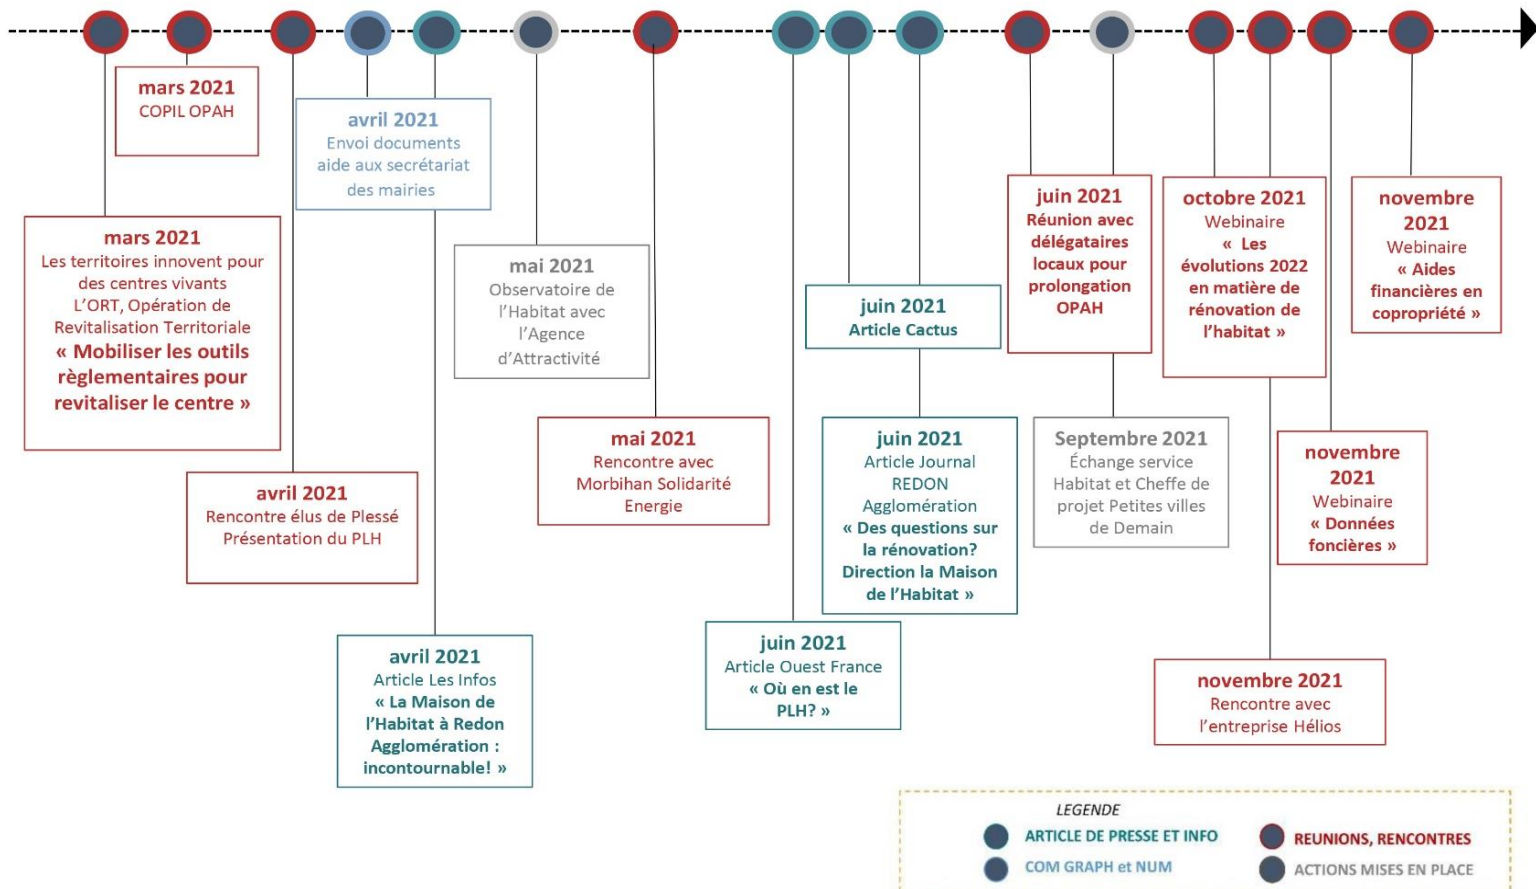 mars 2021
COPIL OPAH
mars 2021
Les territoires innovent pour
des centres vivants
L’ORT, Opération de
Revitalisation Territoriale
« Mobiliser les outils
règlementaires pour
revitaliser le centre »
avril 2021
Rencontre élus de Plessé
Présentation du PLH
avril 2021
Envoi documents
aide aux secrétariat
des mairies
avril 2021
Article Les Infos
« La Maison de
l’Habitat à Redon
Agglomération :
incontournable! »
mai 2021
Observatoire de
l’Habitat avec
l’Agence
d’Attractivité
mai 2021
Rencontre avec
Morbihan Solidarité
Energie
juin 2021
Article Ouest France
« Où en est le
PLH? »
juin 2021
Article Cactus
juin 2021
Article Journal
REDON
Agglomération
« Des questions sur
la rénovation?
Direction la Maison
de l’Habitat »
juin 2021
Réunion avec
délégataires
locaux pour
prolongation
OPAH
Septembre 2021
Échange service
Habitat et Cheffe de
projet Petites villes
de Demain
octobre 2021
Webinaire
« Les
évolutions 2022
en matière de
rénovation de
l’habitat »
novembre 2021
Rencontre avec
l’entreprise Hélios
novembre
2021
Webinaire
« Données
foncières »
novembre
2021
Webinaire
« Aides
financières en
copropriété »
LEGENDE
ARTICLE DE PRESSE ET INFO
REUNIONS, RENCONTRES
COM GRAPH et NUM
ACTIONS MISES EN PLACE